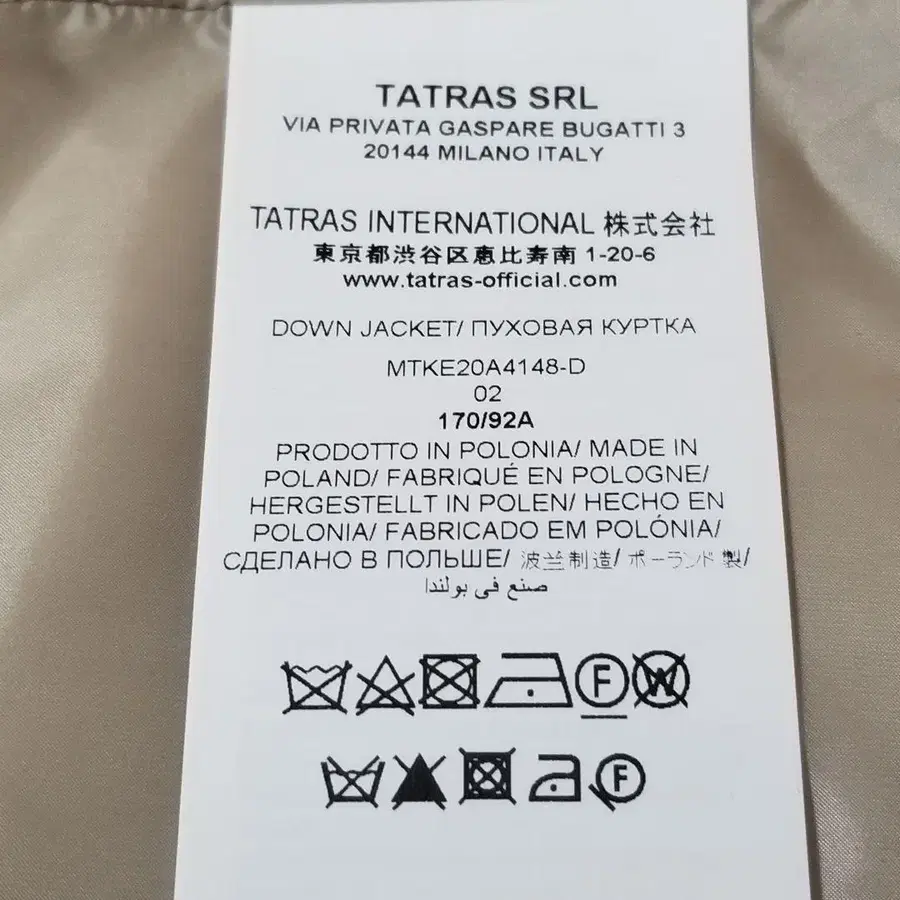 TATRAS SRL
VIA PRIVATA GASPARE BUGATTI 3
20144 MILANO ITALY
TATRAS INTERNATIONAL 株式会社
東京都渋谷区恵比寿南 1-20-6
www.tatras-official.com
DOWN JACKET/ ПУХОВАЯ КУРТКА
MTKE20A4148-D
02
170/92A
PRODOTTO IN POLONIA/ MADE IN
POLAND/ FABRIQUÉ EN POLOGNE/
HERGESTELLT IN POLEN/ HECHO EN
POLONIA/ FABRICADO EM POLÓNIA/
СДЕЛАНО В ПОЛЬШЕ/ 波兰制造/ ポーランド製/
صنع في بولندا
F W
F